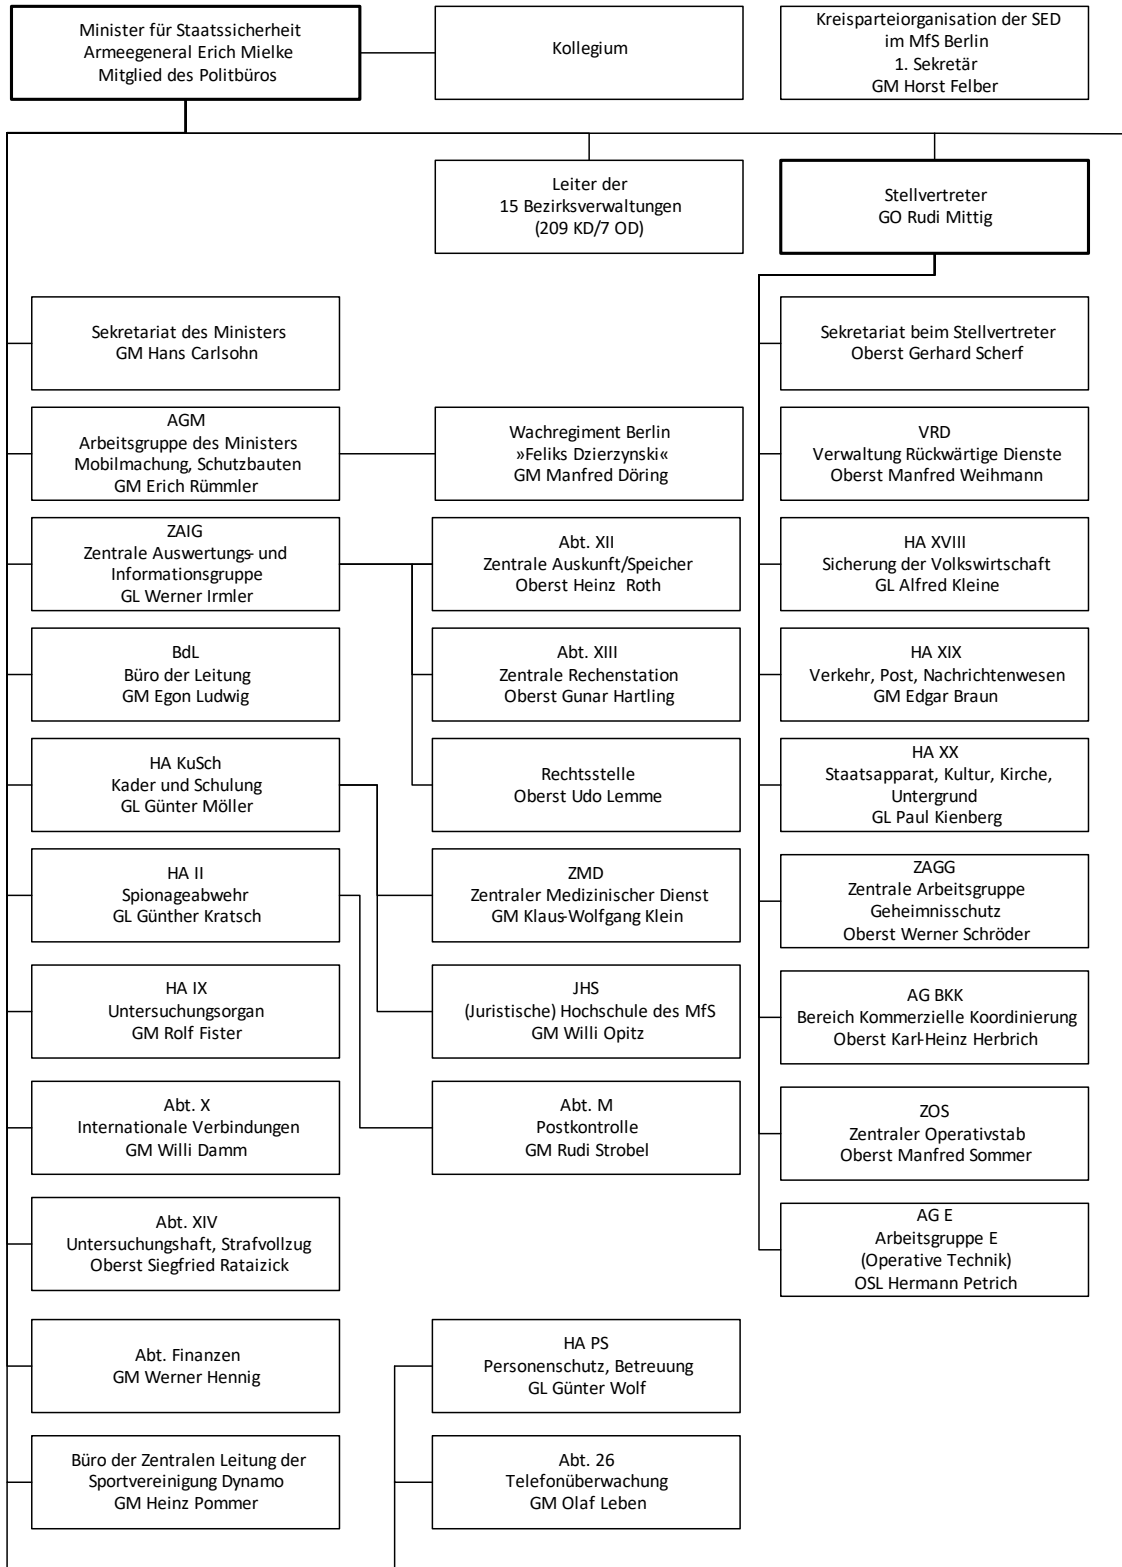 Minister für Staatssicherheit
Armeegeneral Erich Mielke
Mitglied des Politbüros
Kollegium
Kreisparteiorganisation der SED
im MfS Berlin
1. Sekretär
GM Horst Felber
Leiter der
15 Bezirksverwaltungen
(209 KD/7 OD)
Stellvertreter
GO Rudi Mittig
Sekretariat des Ministers
GM Hans Carlsohn
Sekretariat beim Stellvertreter
Oberst Gerhard Scherf
AGM
Arbeitsgruppe des Ministers
Mobilmachung, Schutzbauten
GM Erich Rümmler
Wachregiment Berlin
»Feliks Dzierzynski«
GM Manfred Döring
VRD
Verwaltung Rückwärtige Dienste
Oberst Manfred Weihmann
ZAIG
Zentrale Auswertungs- und
Informationsgruppe
GL Werner Irmler
Abt. XII
Zentrale Auskunft/Speicher
Oberst Heinz Roth
HA XVIII
Sicherung der Volkswirtschaft
GL Alfred Kleine
BdL
Büro der Leitung
GM Egon Ludwig
Abt. XIII
Zentrale Rechenstation
Oberst Gunar Hartling
HA XIX
Verkehr, Post, Nachrichtenwesen
GM Edgar Braun
HA KuSch
Kader und Schulung
GL Günter Möller
Rechtsstelle
Oberst Udo Lemme
HA XX
Staatsapparat, Kultur, Kirche,
Untergrund
GL Paul Kienberg
HA II
Spionageabwehr
GL Günther Kratsch
ZMD
Zentraler Medizinischer Dienst
GM Klaus-Wolfgang Klein
ZAGG
Zentrale Arbeitsgruppe
Geheimnisschutz
Oberst Werner Schröder
HA IX
Untersuchungsorgan
GM Rolf Fister
JHS
(Juristische) Hochschule des MfS
GM Willi Opitz
AG BKK
Bereich Kommerzielle Koordinierung
Oberst Karl-Heinz Herbrich
Abt. X
Internationale Verbindungen
GM Willi Damm
Abt. M
Postkontrolle
GM Rudi Strobel
ZOS
Zentraler Operativstab
Oberst Manfred Sommer
Abt. XIV
Untersuchungshaft, Strafvollzug
Oberst Siegfried Rataizick
AG E
Arbeitsgruppe E
(Operative Technik)
OSL Hermann Petrich
Abt. Finanzen
GM Werner Hennig
HA PS
Personenschutz, Betreuung
GL Günter Wolf
Büro der Zentralen Leitung der
Sportvereinigung Dynamo
GM Heinz Pommer
Abt. 26
Telefonüberwachung
GM Olaf Leben